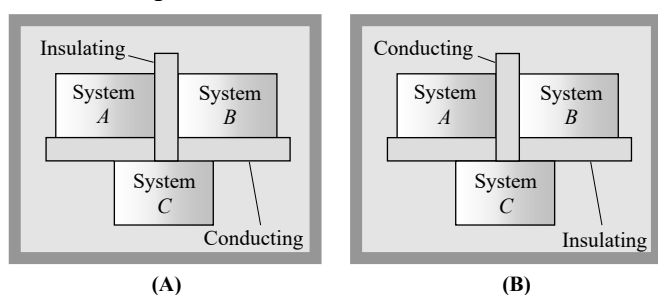 Insulating
System
A
System
B
System
C
Conducting
(A)
Conducting
System
A
System
B
System
C
Insulating
(B)